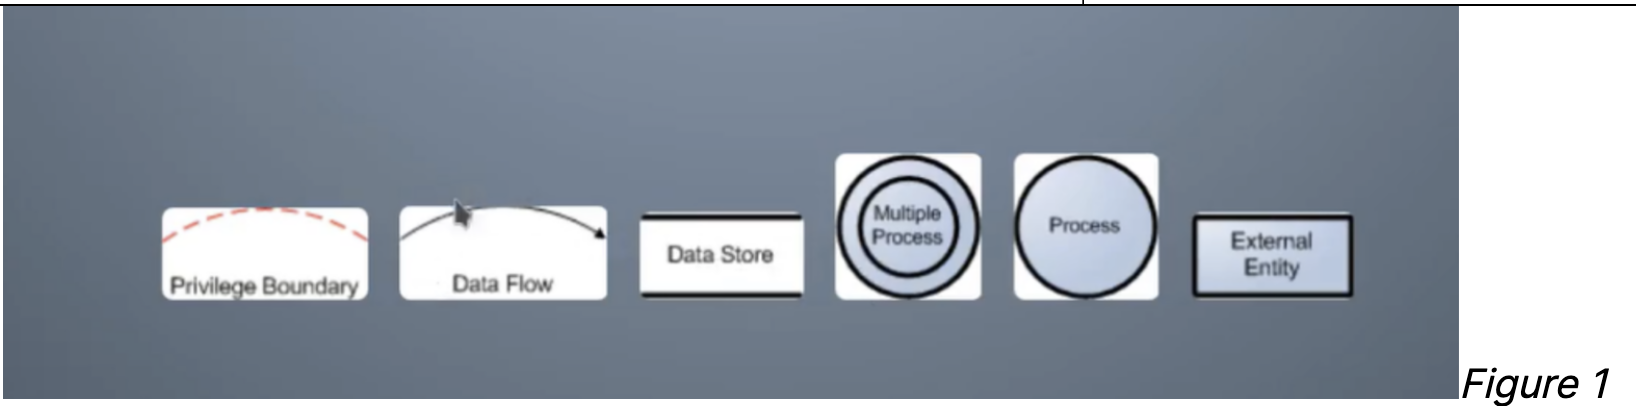 Privilege Boundary
Data Flow
Data Store
Multiple
Process
Process
External
Entity
Figure 1